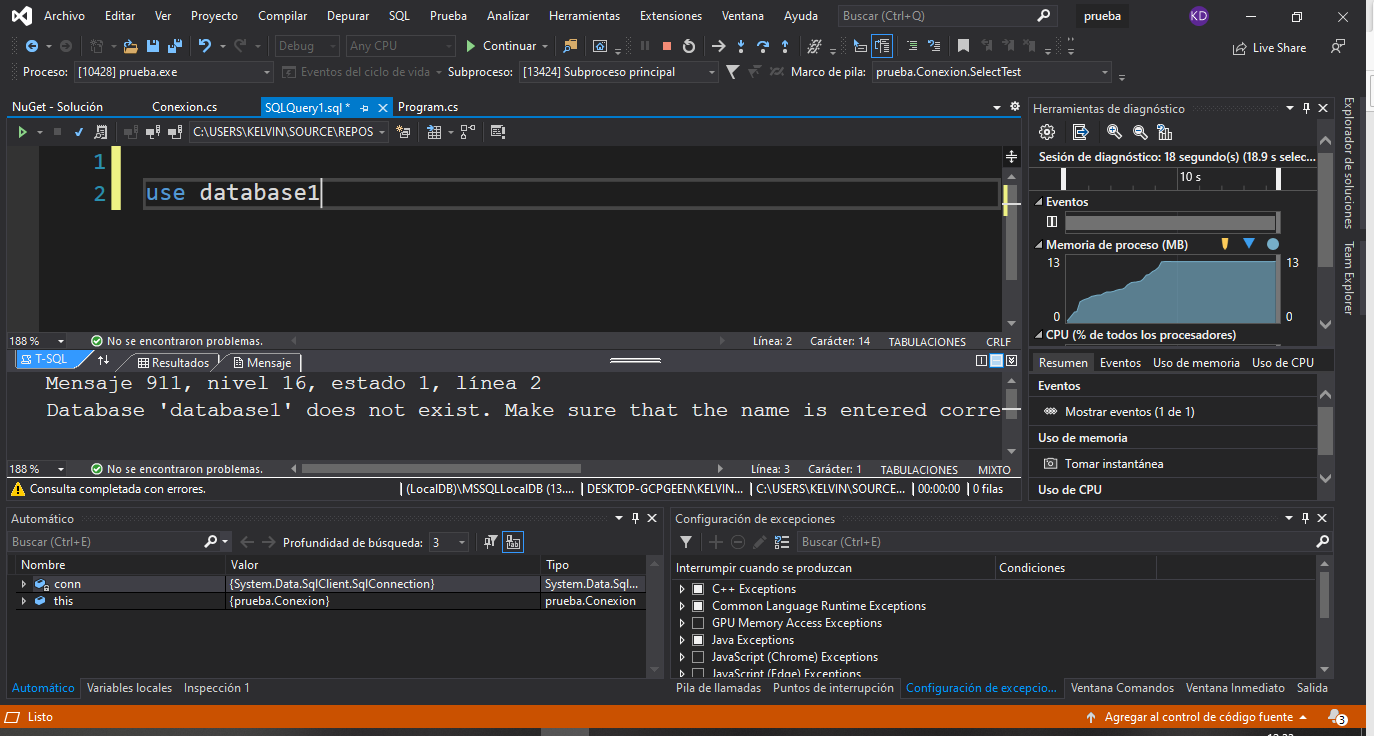 Archivo Editar Ver Proyecto Compilar Depurar SQL Prueba Analizar Herramientas Extensiones Ventana Ayuda Buscar (Ctrl+Q) prueba KD
Debug Any CPU Continuar Live Share
Proceso: [10428] prueba.exe Eventos del ciclo de vida Subproceso: [13424] Subproceso principal Marco de pila: prueba.Conexion.SelectTest
NuGet - Solución Conexion.cs SQLQuery1.sql * Program.cs
C:\USERS\KELVIN\SOURCE\REPOS
1
2 use database1
188 % No se encontraron problemas. Línea: 2 Carácter: 14 TABULACIONES CRLF
T-SQL Resultados Mensaje
Mensaje 911, nivel 16, estado 1, línea 2
Database 'database1' does not exist. Make sure that the name is entered corre
188 % No se encontraron problemas. Línea: 3 Carácter: 1 TABULACIONES MIXTO
Consulta completada con errores. (LocalDB)\MSSQLLocalDB (13.... DESKTOP-GCPGEEN\KELVIN... C:\USERS\KELVIN\SOURCE... 00:00:00 0 filas
Herramientas de diagnóstico
Sesión de diagnóstico: 18 segundo(s) (18.9 s selec...
10 s
Eventos
Memoria de proceso (MB)
13 13
0 0
CPU (% de todos los procesadores)
Resumen Eventos Uso de memoria Uso de CPU
Eventos
Mostrar eventos (1 de 1)
Uso de memoria
Tomar instantánea
Uso de CPU
Explorador de soluciones
Team Explorer
Automático
Buscar (Ctrl+E) Profundidad de búsqueda: 3
Nombre Valor Tipo
conn {System.Data.SqlClient.SqlConnection} System.Data.Sql...
this {prueba.Conexion} prueba.Conexion
Automático Variables locales Inspección 1
Configuración de excepciones
Buscar (Ctrl+E)
Interrumpir cuando se produzcan Condiciones
C++ Exceptions
Common Language Runtime Exceptions
GPU Memory Access Exceptions
Java Exceptions
JavaScript (Chrome) Exceptions
JavaScript (Edge) Exceptions
Pila de llamadas Puntos de interrupción Configuración de excepcio... Ventana Comandos Ventana Inmediato Salida
Listo Agregar al control de código fuente 3